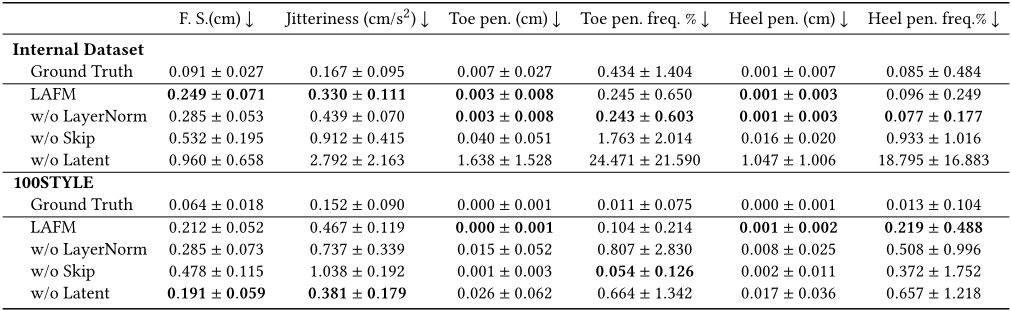 F. S.(cm) ↓ Jitteriness (cm/s²) ↓ Toe pen. (cm) ↓ Toe pen. freq. % ↓ Heel pen. (cm) ↓ Heel pen. freq.% ↓
Internal Dataset
Ground Truth 0.091 ± 0.027 0.167 ± 0.095 0.007 ± 0.027 0.434 ± 1.404 0.001 ± 0.007 0.085 ± 0.484
LAFM 0.249 ± 0.071 0.330 ± 0.111 0.003 ± 0.008 0.245 ± 0.650 0.001 ± 0.003 0.096 ± 0.249
w/o LayerNorm 0.285 ± 0.053 0.439 ± 0.070 0.003 ± 0.008 0.243 ± 0.603 0.001 ± 0.003 0.077 ± 0.177
w/o Skip 0.532 ± 0.195 0.912 ± 0.415 0.040 ± 0.051 1.763 ± 2.014 0.016 ± 0.020 0.933 ± 1.016
w/o Latent 0.960 ± 0.658 2.792 ± 2.163 1.638 ± 1.528 24.471 ± 21.590 1.047 ± 1.006 18.795 ± 16.883
100STYLE
Ground Truth 0.064 ± 0.018 0.152 ± 0.090 0.000 ± 0.001 0.011 ± 0.075 0.000 ± 0.001 0.013 ± 0.104
LAFM 0.212 ± 0.052 0.467 ± 0.119 0.000 ± 0.001 0.104 ± 0.214 0.001 ± 0.002 0.219 ± 0.488
w/o LayerNorm 0.285 ± 0.073 0.737 ± 0.339 0.015 ± 0.052 0.807 ± 2.830 0.008 ± 0.025 0.508 ± 0.996
w/o Skip 0.478 ± 0.115 1.038 ± 0.192 0.001 ± 0.003 0.054 ± 0.126 0.002 ± 0.011 0.372 ± 1.752
w/o Latent 0.191 ± 0.059 0.381 ± 0.179 0.026 ± 0.062 0.664 ± 1.342 0.017 ± 0.036 0.657 ± 1.218